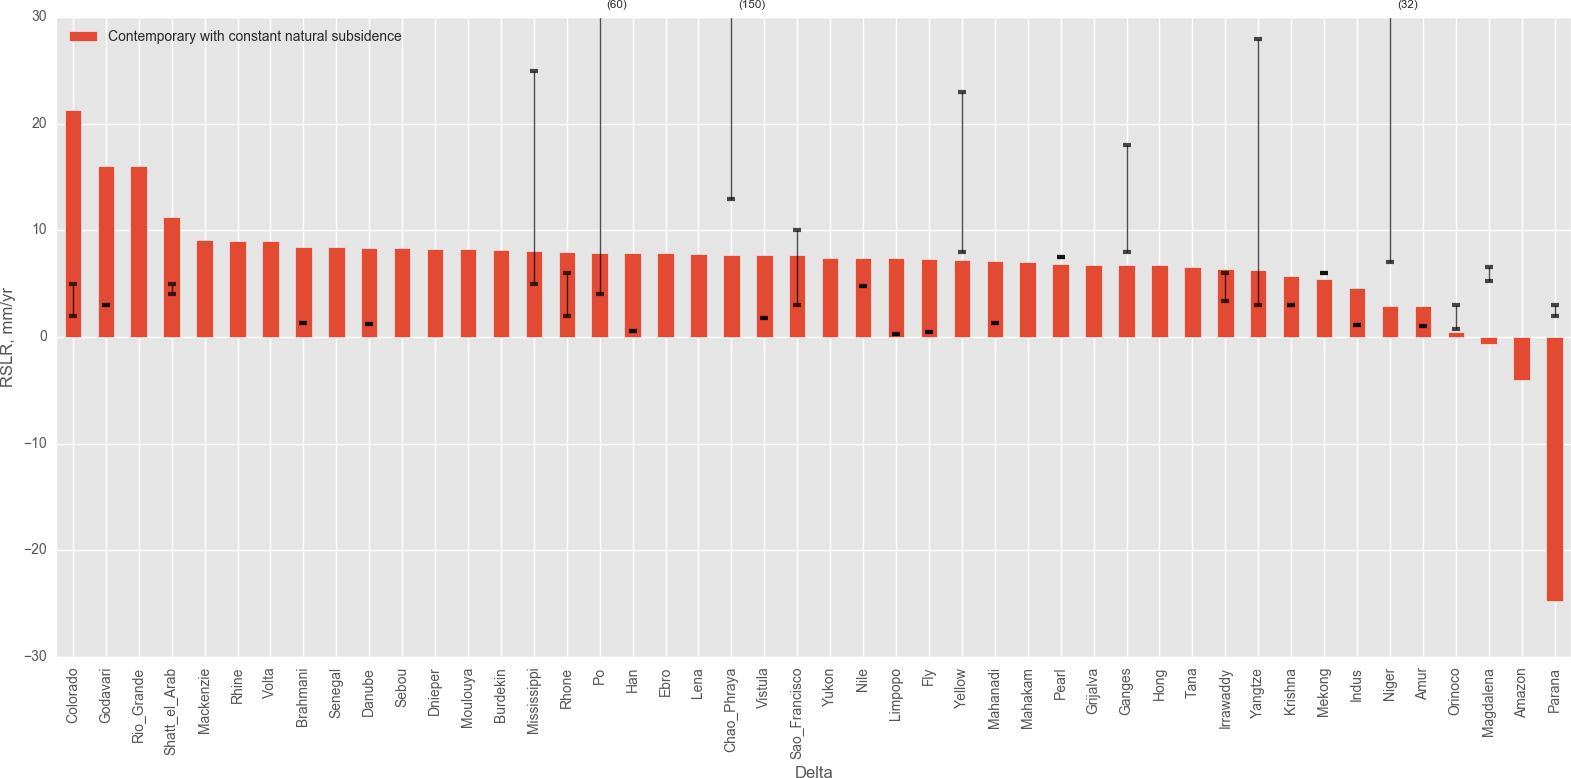 (60)
(150)
(32)
30
Contemporary with constant natural subsidence
20
10
0
−10
−20
−30
RSLR, mm/yr
Colorado
Godavari
Rio_Grande
Shatt_el_Arab
Mackenzie
Rhine
Volta
Brahmani
Senegal
Danube
Sebou
Dnieper
Moulouya
Burdekin
Mississippi
Rhone
Po
Han
Ebro
Lena
Chao_Phraya
Vistula
Sao_Francisco
Yukon
Nile
Limpopo
Fly
Yellow
Mahanadi
Mahakam
Pearl
Grijalva
Ganges
Hong
Tana
Irrawaddy
Yangtze
Krishna
Mekong
Indus
Niger
Amur
Orinoco
Magdalena
Amazon
Parana
Delta